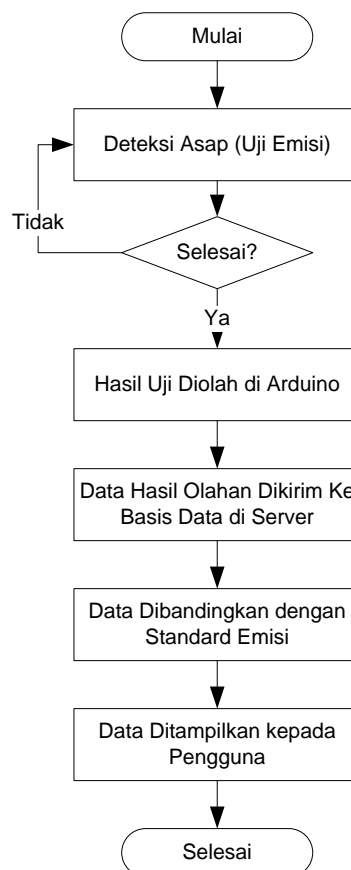 Mulai
Deteksi Asap (Uji Emisi)
Tidak
Selesai?
Ya
Hasil Uji Diolah di Arduino
Data Hasil Olahan Dikirim Ke
Basis Data di Server
Data Dibandingkan dengan
Standard Emisi
Data Ditampilkan kepada
Pengguna
Selesai